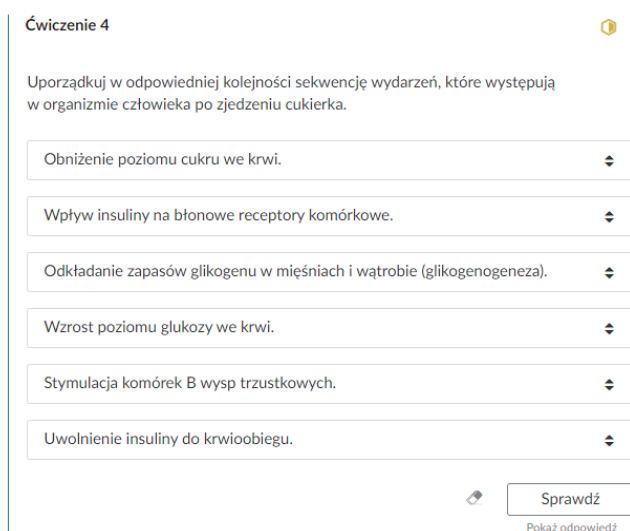 Ćwiczenie 4
Uporządkuj w odpowiedniej kolejności sekwencję wydarzeń, które występują
w organizmie człowieka po zjedzeniu cukierka.
Obniżenie poziomu cukru we krwi.
Wpływ insuliny na błonowe receptory komórkowe.
Odkładanie zapasów glikogenu w mięśniach i wątrobie (glikogenogeneza).
Wzrost poziomu glukozy we krwi.
Stymulacja komórek B wysp trzustkowych.
Uwolnienie insuliny do krwioobiegu.
Sprawdź
Pokaż odpowiedź